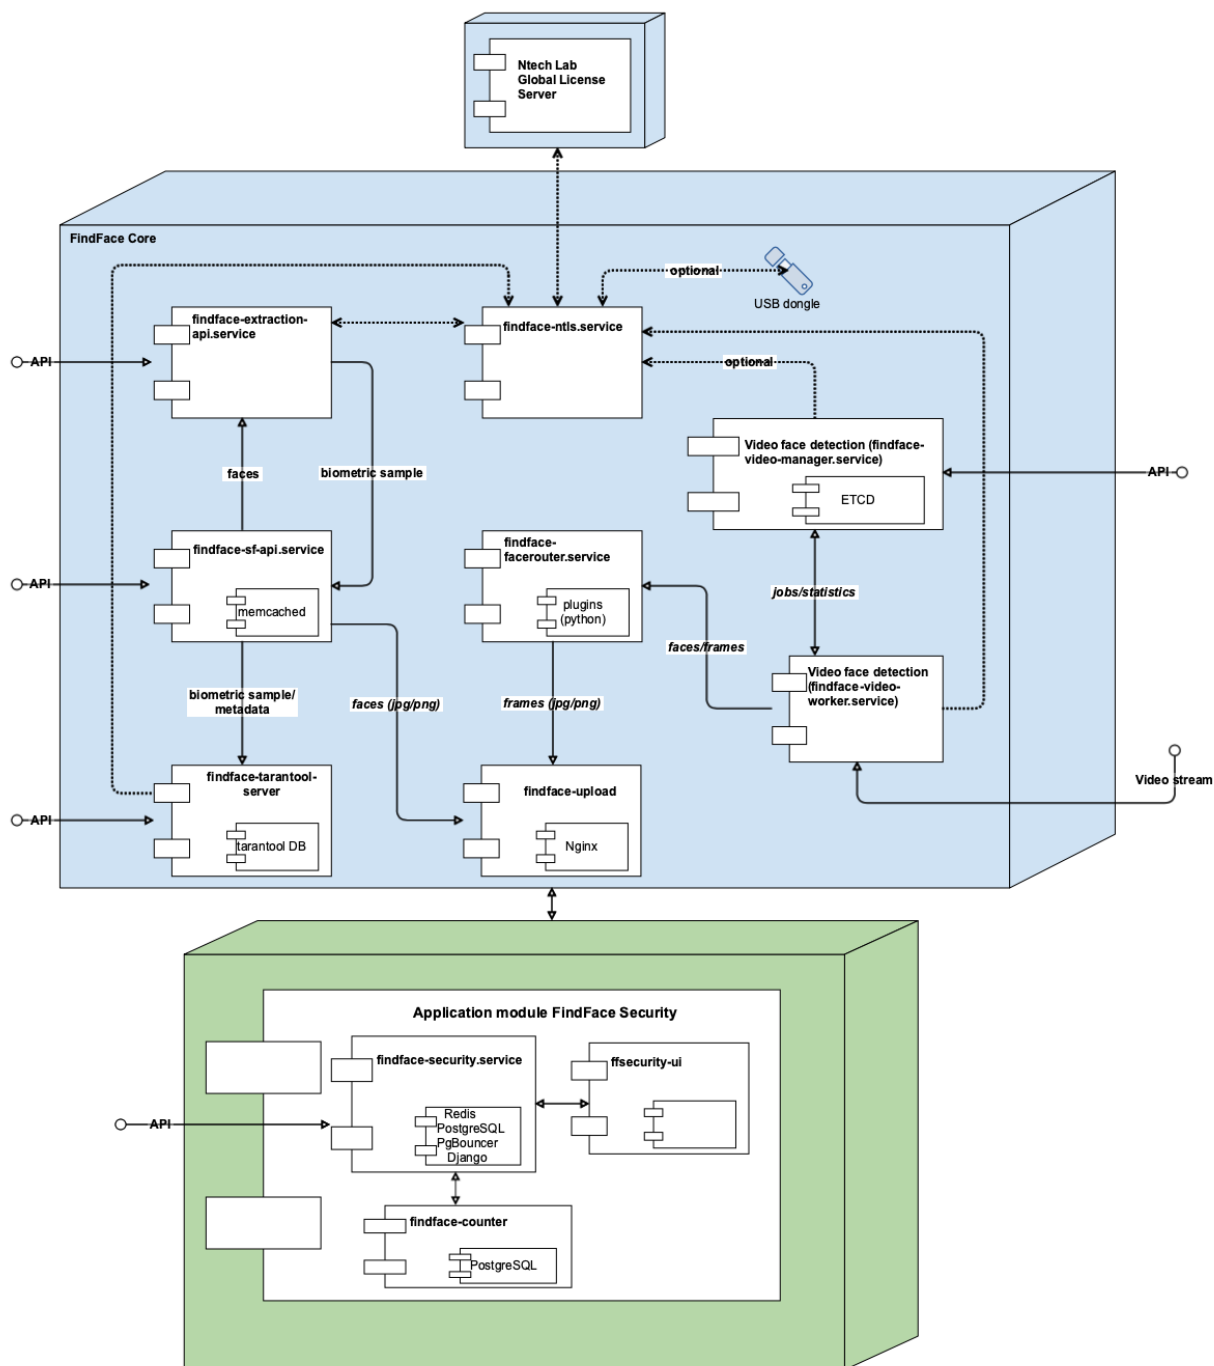 Ntech Lab
Global License
Server
FindFace Core
optional
USB dongle
findface-extraction-
api.service
findface-ntls.service
API
optional
Video face detection (findface-
video-manager.service)
ETCD
API
faces
biometric sample
findface-sf-api.service
memcached
findface-
facerouter.service
plugins
(python)
jobs/statistics
faces/frames
API
Video face detection
(findface-video-
worker.service)
biometric sample/
metadata
faces (jpg/png)
frames (jpg/png)
Video stream
findface-tarantool-
server
tarantool DB
findface-upload
Nginx
API
Application module FindFace Security
findface-security.service
Redis
PostgreSQL
PgBouncer
Django
ffsecurity-ui
API
findface-counter
PostgreSQL